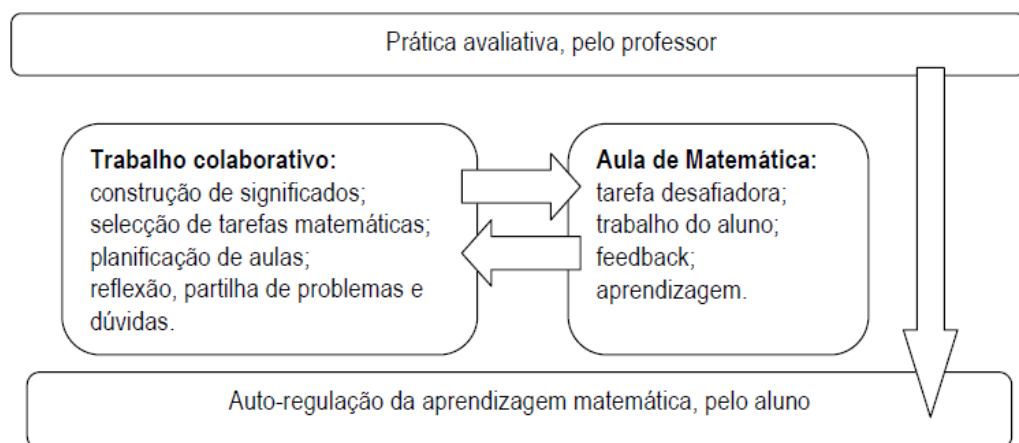 Prática avaliativa, pelo professor
Trabalho colaborativo:
construção de significados;
selecção de tarefas matemáticas;
planificação de aulas;
reflexão, partilha de problemas e
dúvidas.
Aula de Matemática:
tarefa desafiadora;
trabalho do aluno;
feedback;
aprendizagem.
Auto-regulação da aprendizagem matemática, pelo aluno